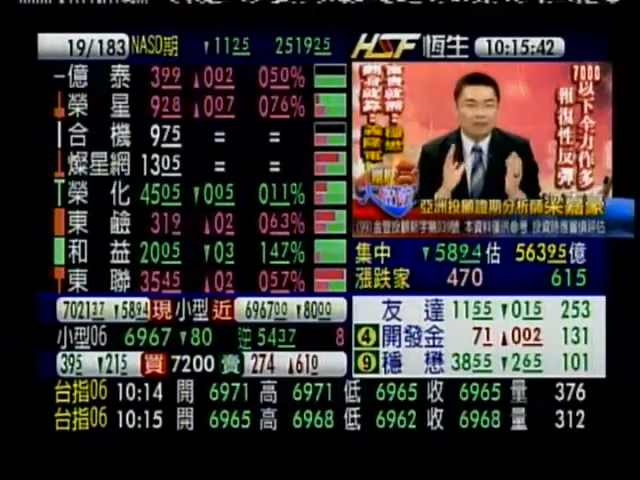 19/183 NASD期 ▼1125 251925
HSF 恆生 10:15:42
億泰 399 ▲002 050%
榮星 928 ▲007 076%
合機 975 = =
燦星網 1305 = =
榮化 4505 ▼005 011%
東鹼 319 ▲02 063%
和益 2005 ▼03 147%
東聯 3545 ▲02 057%
7000
以下全力作多
報復性反彈
亞洲投顧證期分析師梁嘉豪
集中 ▼5894 估 56395億
漲跌家 470 615
702137 ▼5894 現 小型 近 696700 ▼8000
小型06 6967 ▼80 逆 5437 8
395 ▼215 買 7200 賣 274 ▲610
友達 1155 ▼015 253
4 開發金 71 ▲002 131
9 穩懋 3855 ▼265 101
台指06 10:14 開 6971 高 6971 低 6965 收 6965 量 376
台指06 10:15 開 6965 高 6968 低 6962 收 6968 量 312